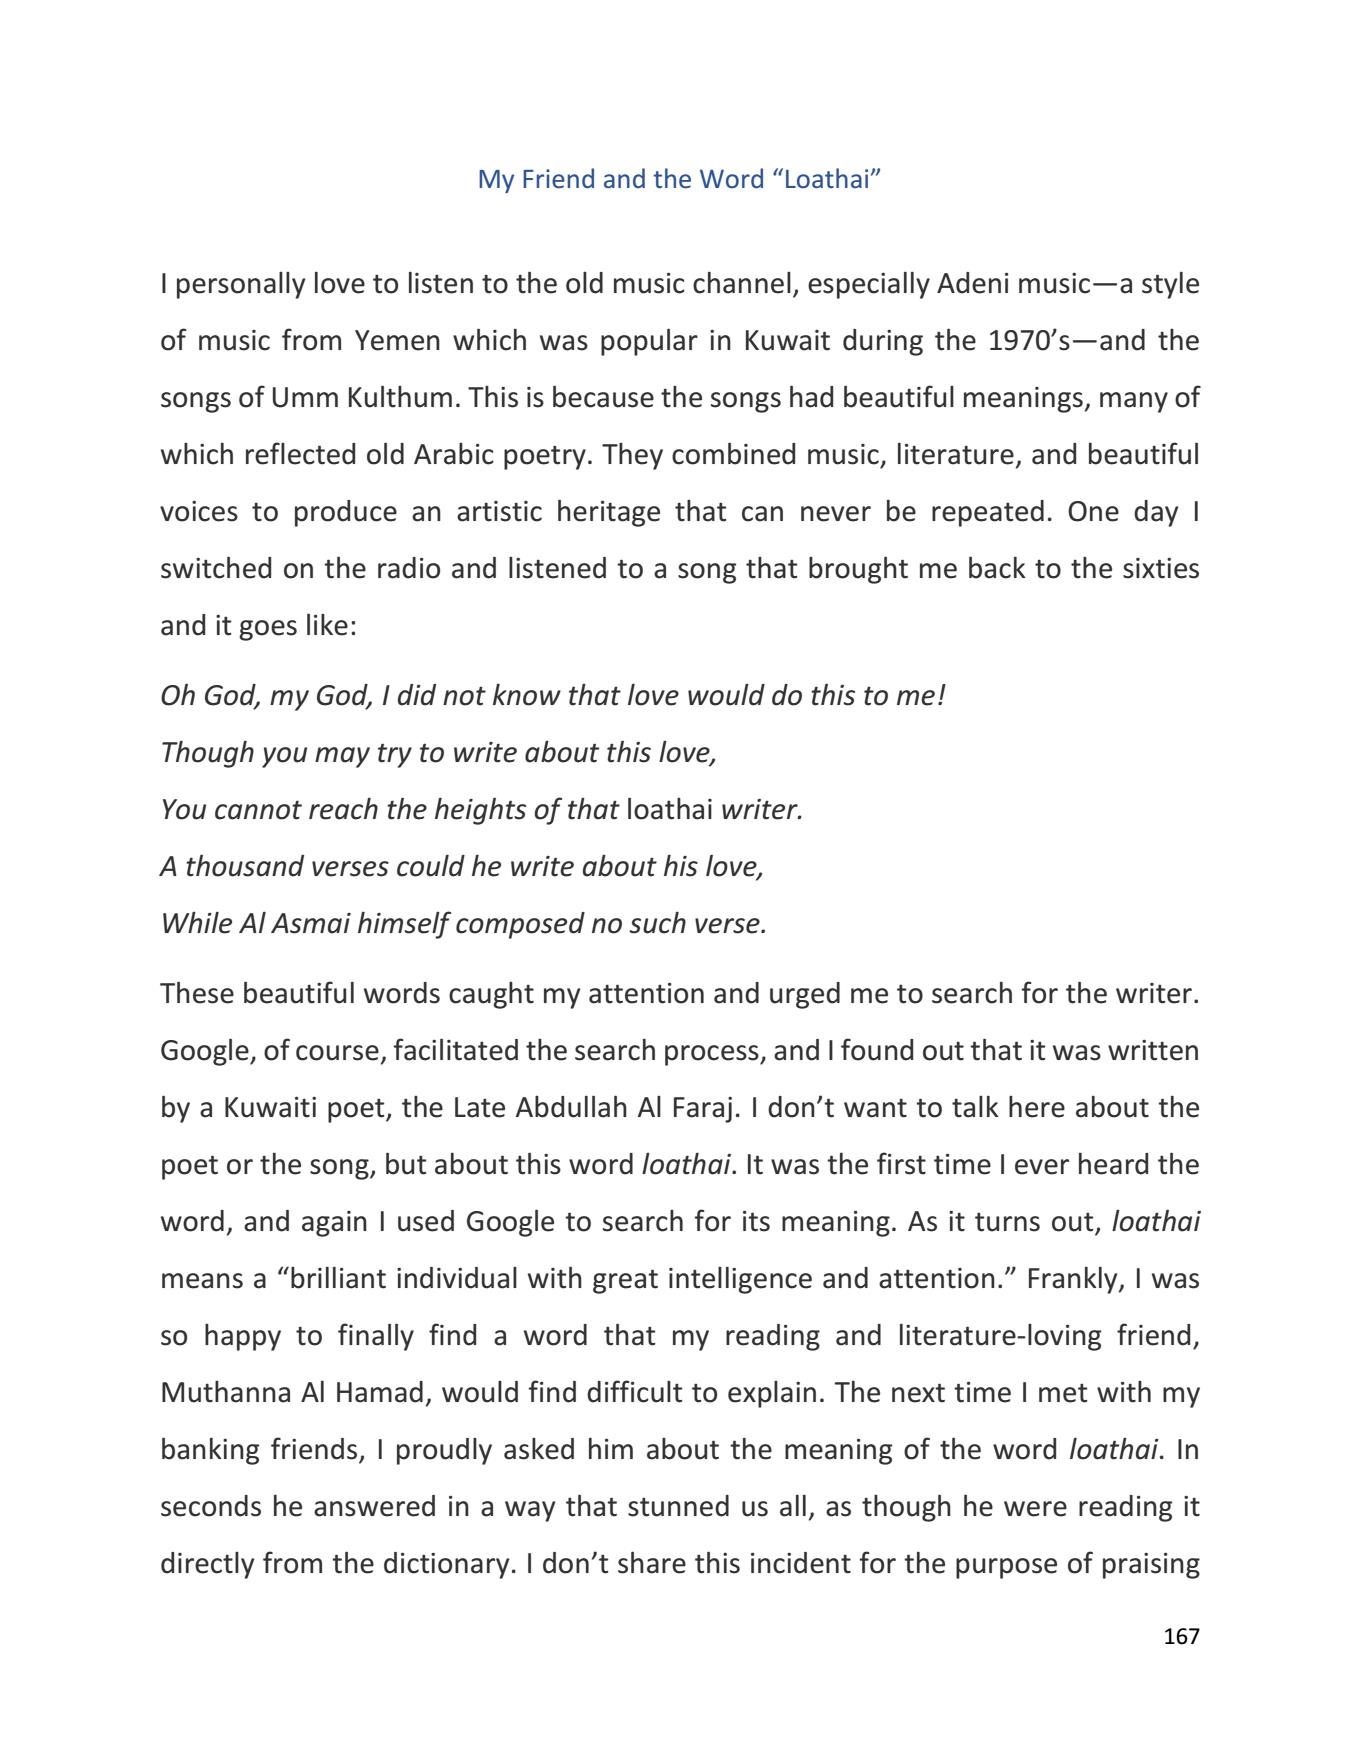 My Friend and the Word “Loathai”
I personally love to listen to the old music channel, especially Adeni music—a style
of music from Yemen which was popular in Kuwait during the 1970’s—and the
songs of Umm Kulthum. This is because the songs had beautiful meanings, many of
which reflected old Arabic poetry. They combined music, literature, and beautiful
voices to produce an artistic heritage that can never be repeated. One day I
switched on the radio and listened to a song that brought me back to the sixties
and it goes like:
Oh God, my God, I did not know that love would do this to me!
Though you may try to write about this love,
You cannot reach the heights of that loathai writer.
A thousand verses could he write about his love,
While Al Asmai himself composed no such verse.
These beautiful words caught my attention and urged me to search for the writer.
Google, of course, facilitated the search process, and I found out that it was written
by a Kuwaiti poet, the Late Abdullah Al Faraj. I don’t want to talk here about the
poet or the song, but about this word loathai. It was the first time I ever heard the
word, and again I used Google to search for its meaning. As it turns out, loathai
means a “brilliant individual with great intelligence and attention.” Frankly, I was
so happy to finally find a word that my reading and literature-loving friend,
Muthanna Al Hamad, would find difficult to explain. The next time I met with my
banking friends, I proudly asked him about the meaning of the word loathai. In
seconds he answered in a way that stunned us all, as though he were reading it
directly from the dictionary. I don’t share this incident for the purpose of praising
167